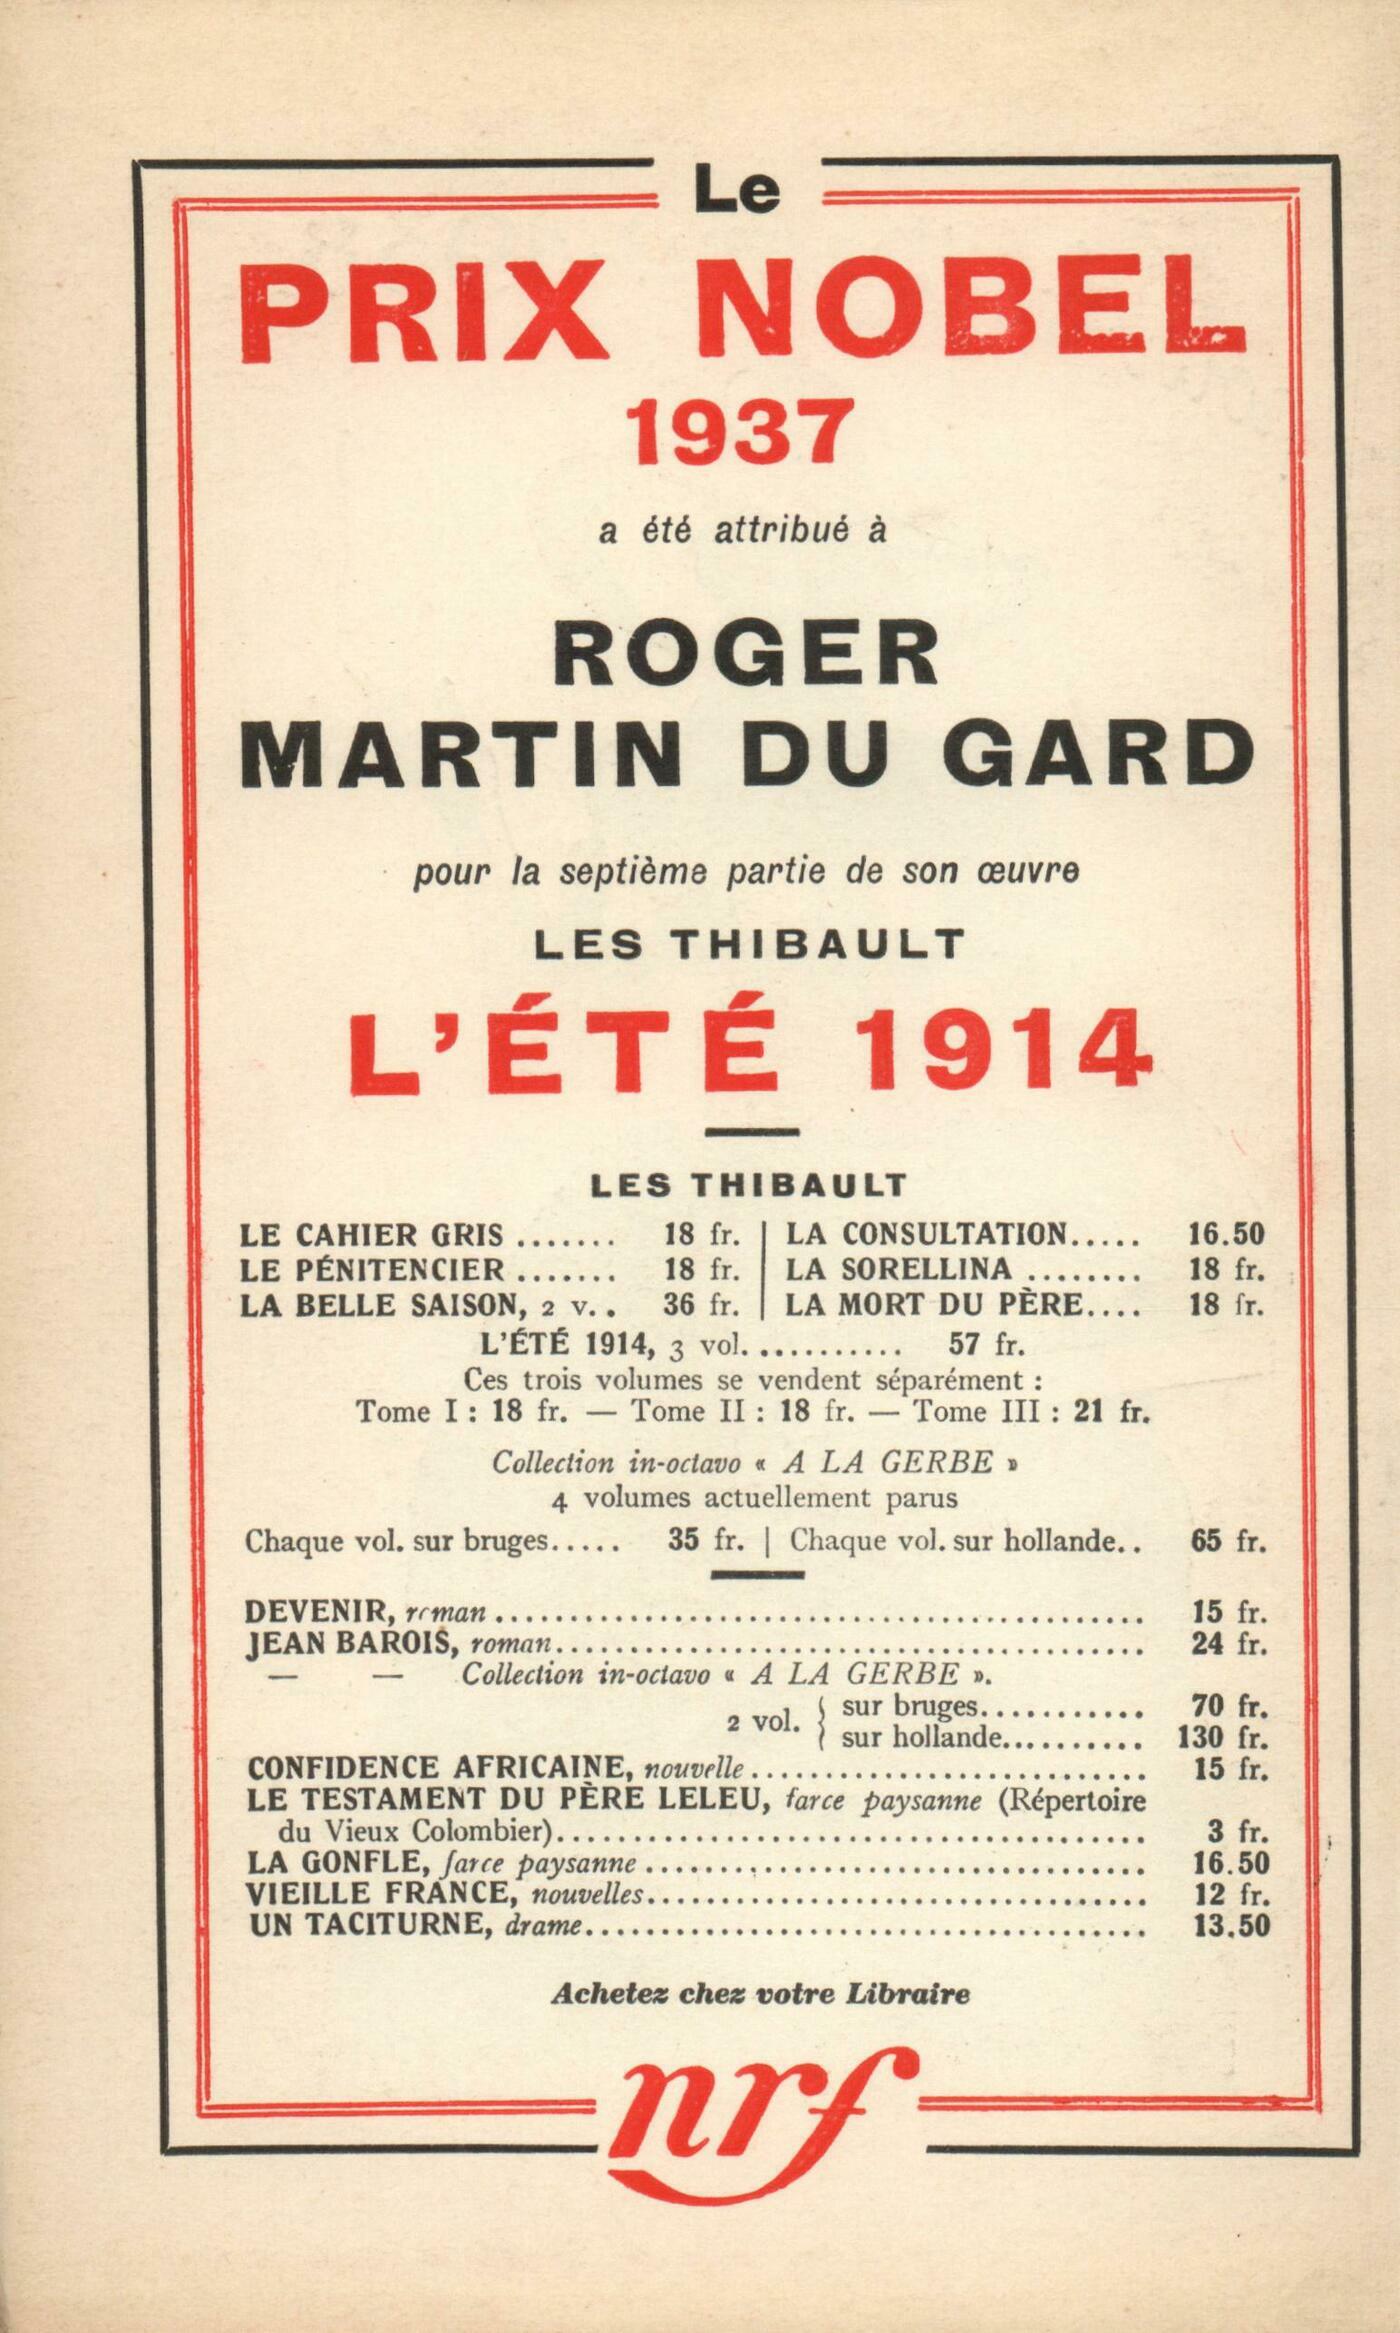 Le
PRIX NOBEL
1937
a été attribué à
ROGER
MARTIN DU GARD
pour la septième partie de son œuvre
LES THIBAULT
L'ÉTÉ 1914
LES THIBAULT
LE CAHIER GRIS ....... 18 fr. | LA CONSULTATION..... 16.50
LE PÉNITENCIER ....... 18 fr. | LA SORELLINA ........ 18 fr.
LA BELLE SAISON, 2 v.. 36 fr. | LA MORT DU PÈRE.... 18 fr.
L'ÉTÉ 1914, 3 vol. .......... 57 fr.
Ces trois volumes se vendent séparément :
Tome I : 18 fr. — Tome II : 18 fr. — Tome III : 21 fr.
Collection in-octavo « A LA GERBE »
4 volumes actuellement parus
Chaque vol. sur bruges..... 35 fr. | Chaque vol. sur hollande.. 65 fr.
DEVENIR, roman ........................................... 15 fr.
JEAN BAROIS, roman....................................... 24 fr.
— — Collection in-octavo « A LA GERBE ».
2 vol. { sur bruges........... 70 fr.
sur hollande.......... 130 fr.
CONFIDENCE AFRICAINE, nouvelle ........................... 15 fr.
LE TESTAMENT DU PÈRE LELEU, farce paysanne (Répertoire
du Vieux Colombier)....................................... 3 fr.
LA GONFLE, farce paysanne ................................. 16.50
VIEILLE FRANCE, nouvelles................................. 12 fr.
UN TACITURNE, drame...................................... 13.50
Achetez chez votre Libraire
nrf